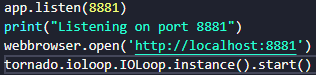 app.listen(8881)
print("Listening on port 8881")
webbrowser.open('http://localhost:8881')
tornado.ioloop.IOLoop.instance().start()